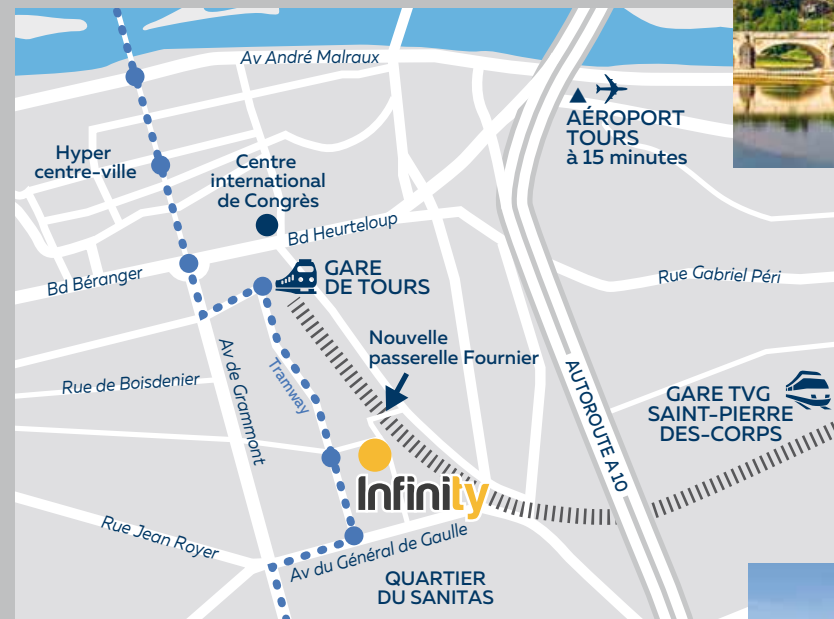 Av André Malraux
AÉROPORT
TOURS
à 15 minutes
Hyper
centre-ville
Centre
international
de Congrès
Bd Heurteloup
Bd Béranger
GARE
DE TOURS
Rue Gabriel Péri
Nouvelle
passerelle Fournier
Av de Grammont
Tramway
Rue de Boisdenier
AUTOROUTE A 10
GARE TVG
SAINT-PIERRE
DES-CORPS
Infinity
Rue Jean Royer
Av du Général de Gaulle
QUARTIER
DU SANITAS